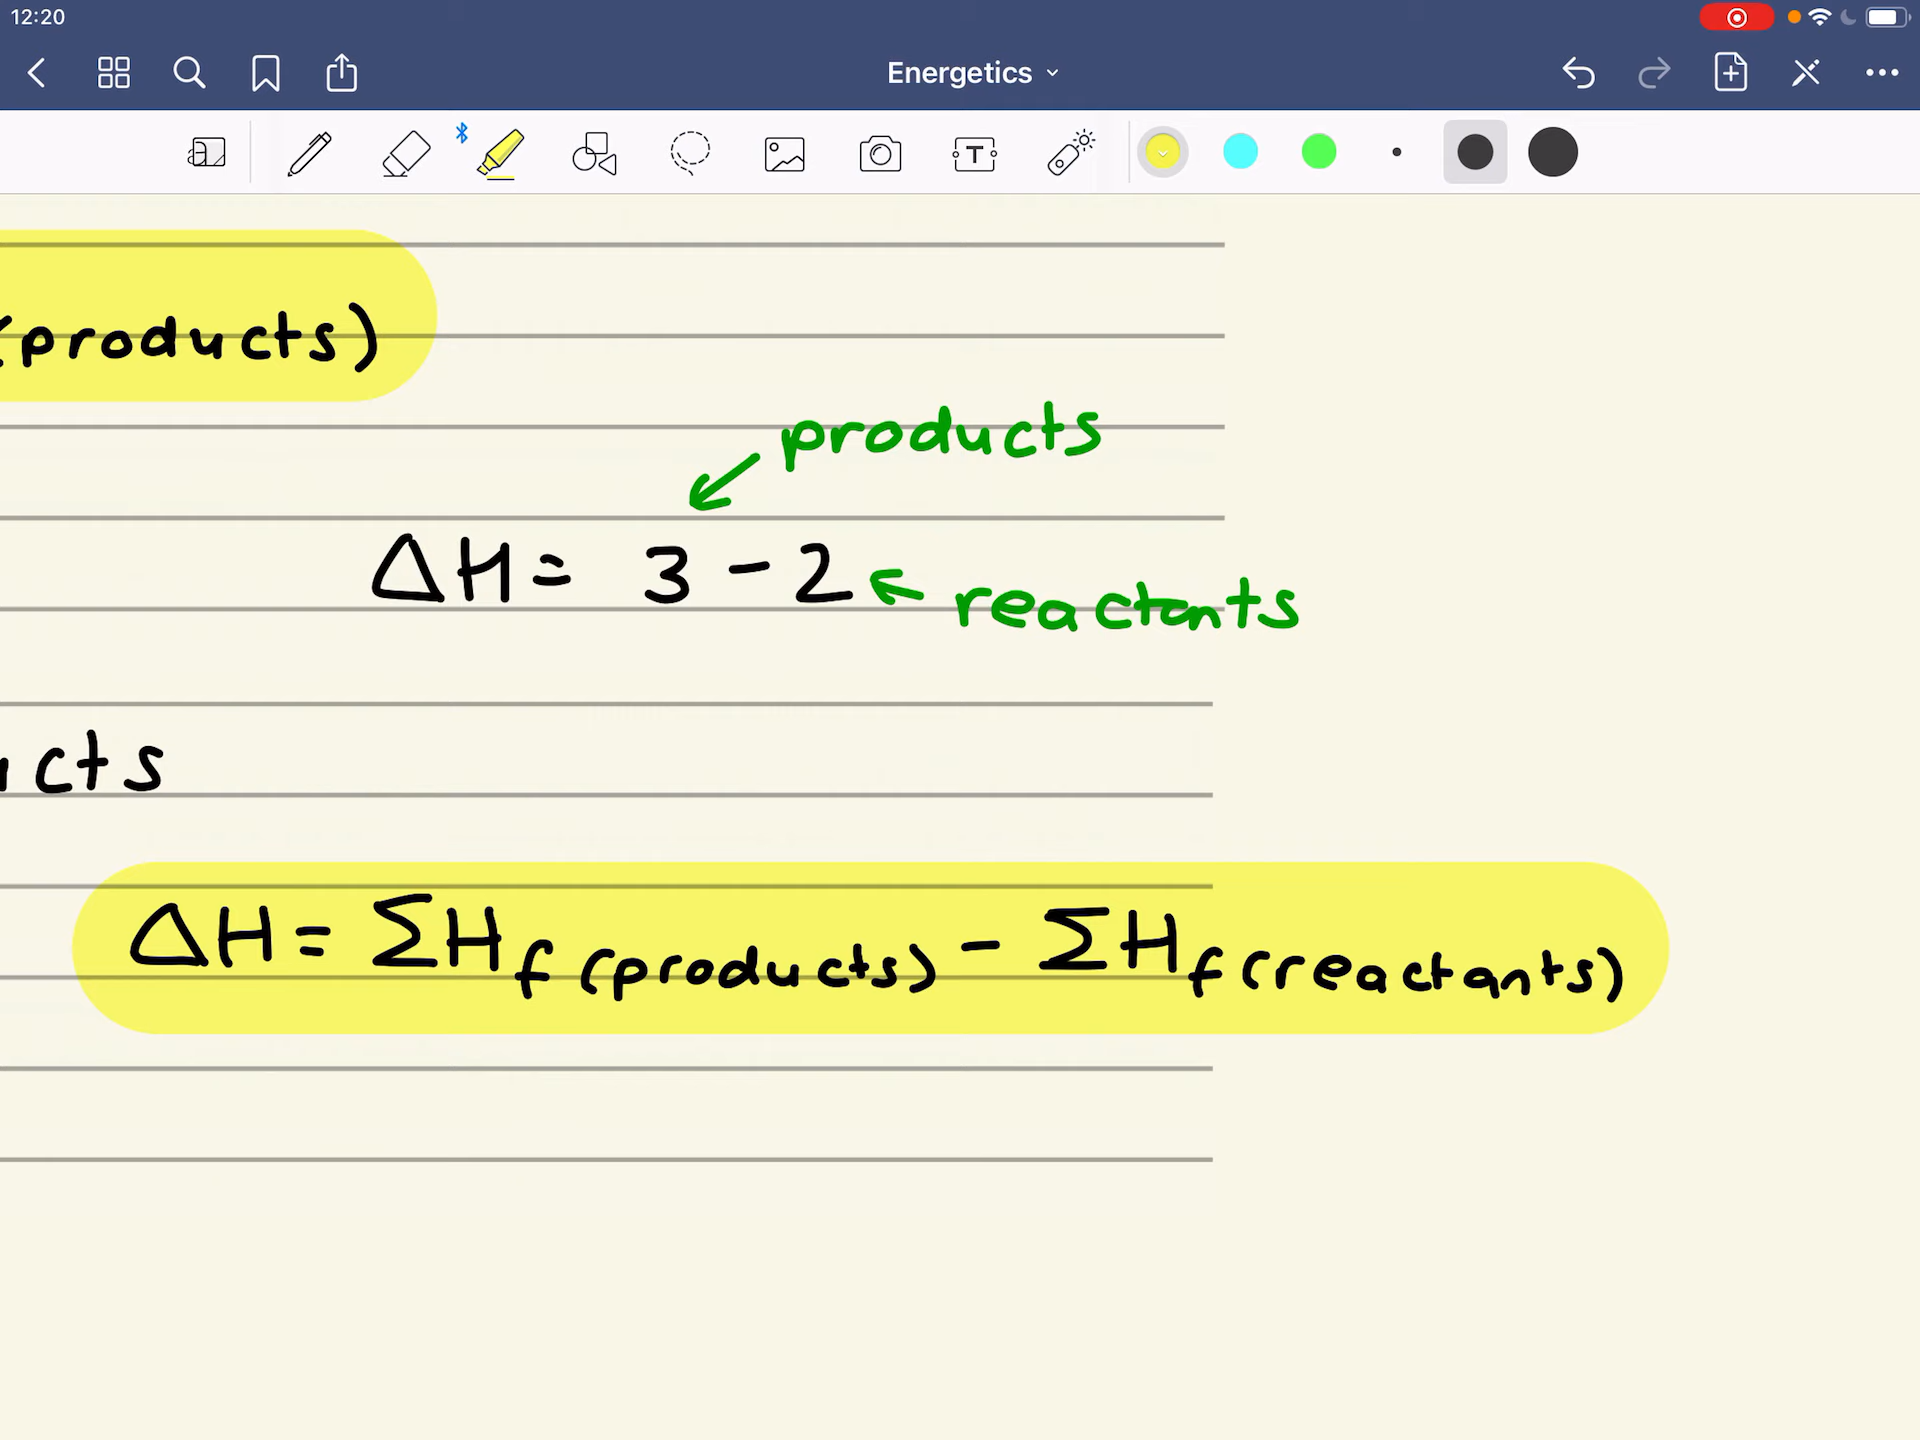 12:20
Energetics
(products)
products
ΔH = 3 - 2
reactants
cts
ΔH = ΣHf (products) - ΣHf (reactants)